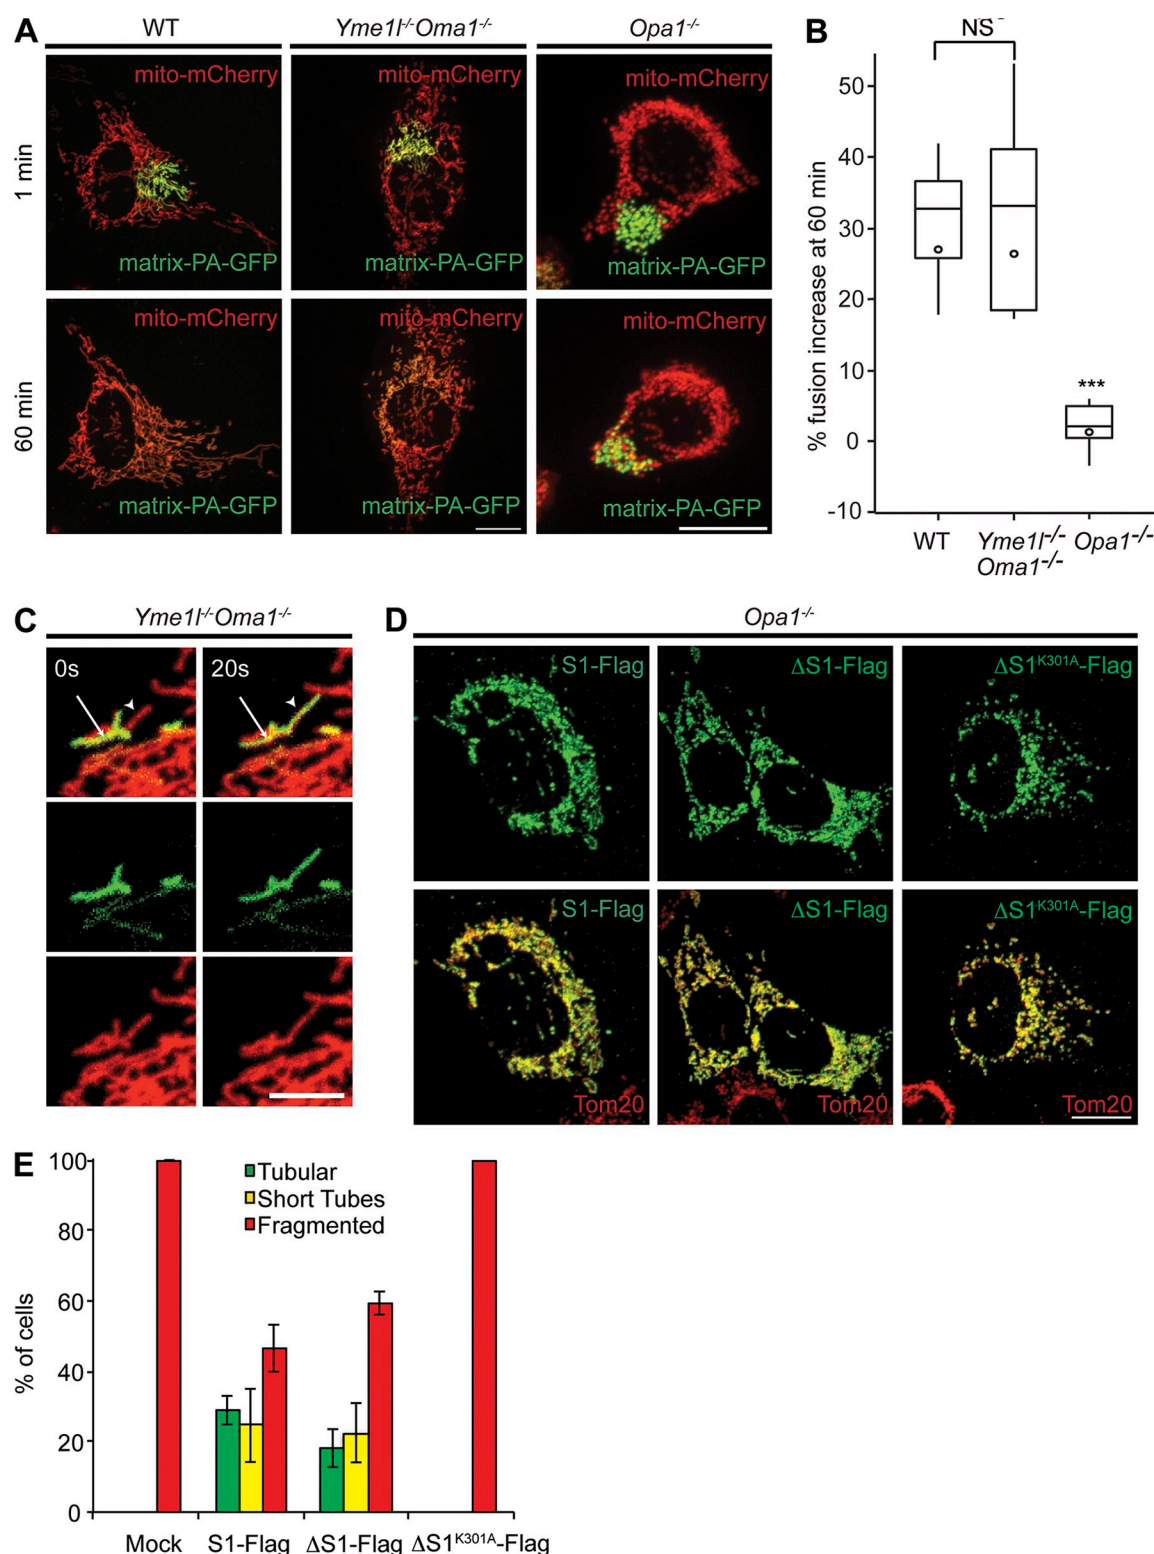 A
WT
Yme1l-/-Oma1-/-
Opa1-/-
1 min
mito-mCherry
mito-mCherry
mito-mCherry
matrix-PA-GFP
matrix-PA-GFP
matrix-PA-GFP
60 min
mito-mCherry
mito-mCherry
mito-mCherry
matrix-PA-GFP
matrix-PA-GFP
matrix-PA-GFP
B
NS
% fusion increase at 60 min
50
40
30
20
10
0
-10
***
WT
Yme1l-/-
Oma1-/-
Opa1-/-
C
Yme1l-/-Oma1-/-
0s
20s
D
Opa1-/-
S1-Flag
ΔS1-Flag
ΔS1K301A-Flag
S1-Flag
ΔS1-Flag
ΔS1K301A-Flag
Tom20
Tom20
Tom20
E
% of cells
100
80
60
40
20
0
Tubular
Short Tubes
Fragmented
Mock
S1-Flag
ΔS1-Flag
ΔS1K301A-Flag